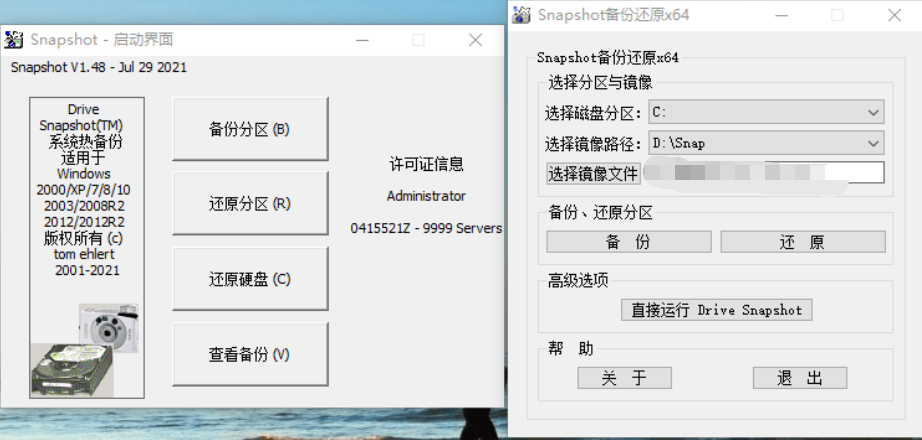 Snapshot - 启动界面
Snapshot V1.48 - Jul 29 2021
Drive
Snapshot(TM)
系统热备份
适用于
Windows
2000/XP/7/8/10
2003/2008R2
2012/2012R2
版权所有 (c)
tom ehlert
2001-2021
备份分区 (B)
还原分区 (R)
还原硬盘 (C)
查看备份 (V)
许可证信息
Administrator
0415521Z - 9999 Servers
Snapshot备份还原x64
Snapshot备份还原x64
选择分区与镜像
选择磁盘分区: C:
选择镜像路径: D:\Snap
选择镜像文件
备份、还原分区
备 份 还 原
高级选项
直接运行 Drive Snapshot
帮 助
关 于 退 出